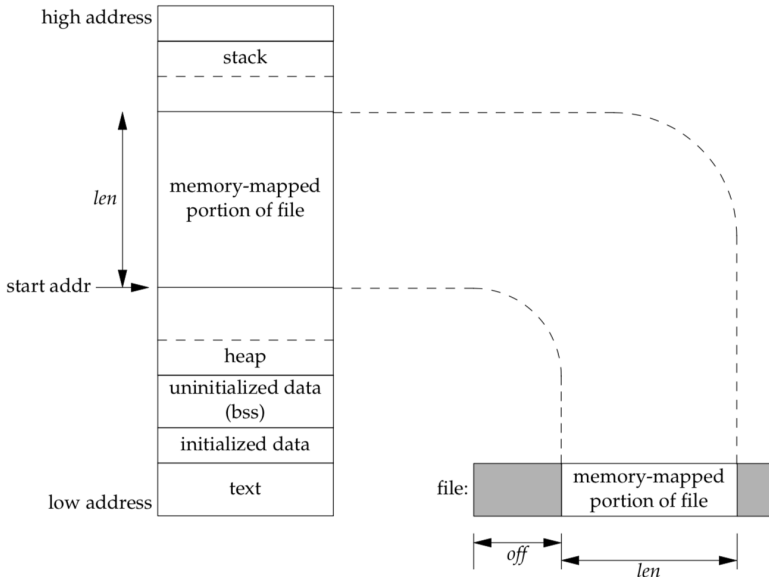 high address
stack
len
memory-mapped
portion of file
start addr
heap
uninitialized data
(bss)
initialized data
text
low address
file:
memory-mapped
portion of file
off
len